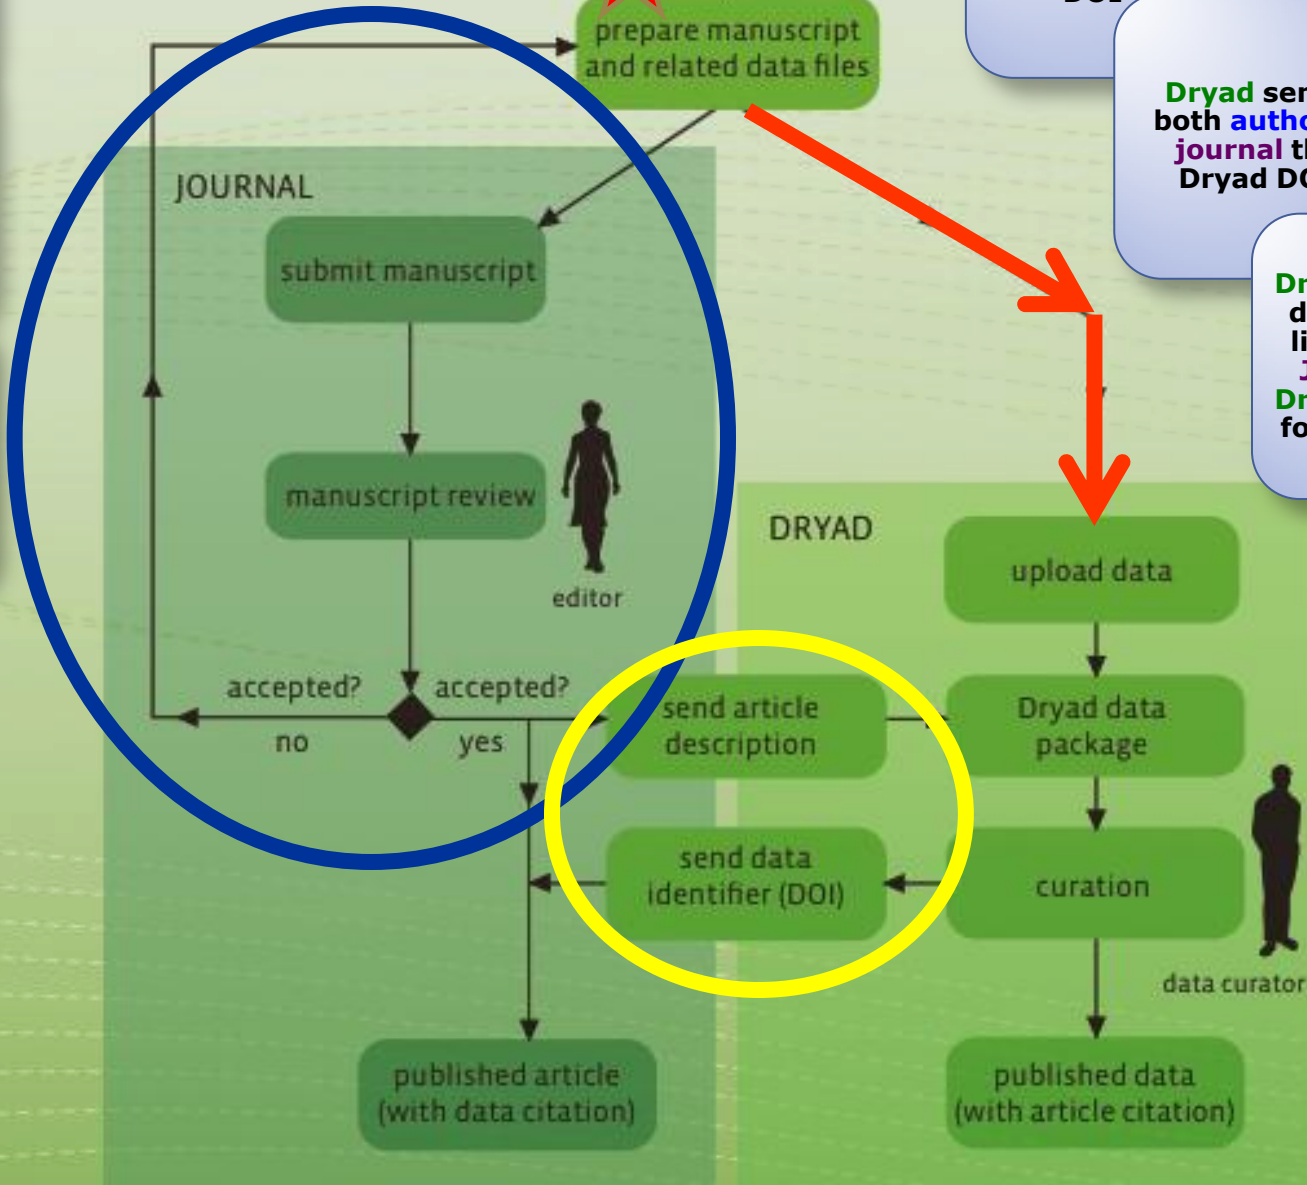 prepare manuscript
and related data files
Dryad
both
journal
Dryad
JOURNAL
submit manuscript
manuscript review
editor
DRYAD
upload data
accepted?
accepted?
no
yes
send article
description
Dryad data
package
send data
identifier (DOI)
curation
data curator
published article
(with data citation)
published data
(with article citation)